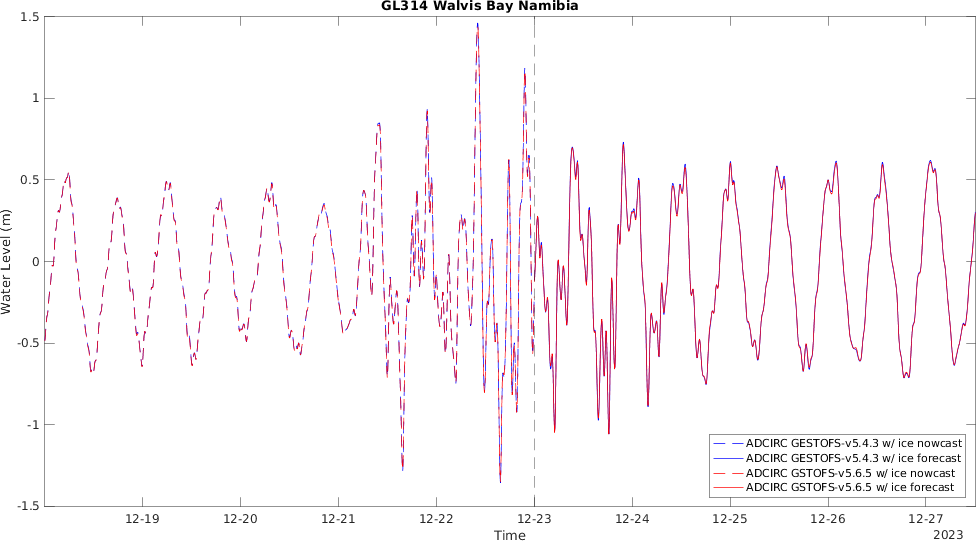 GL314 Walvis Bay Namibia
1.5
1
0.5
0
-0.5
-1
-1.5
Water Level (m)
ADCIRC GESTOFS-v5.4.3 w/ ice nowcast
ADCIRC GESTOFS-v5.4.3 w/ ice forecast
ADCIRC GSTOFS-v5.6.5 w/ ice nowcast
ADCIRC GSTOFS-v5.6.5 w/ ice forecast
12-19 12-20 12-21 12-22 12-23 12-24 12-25 12-26 12-27
Time
2023